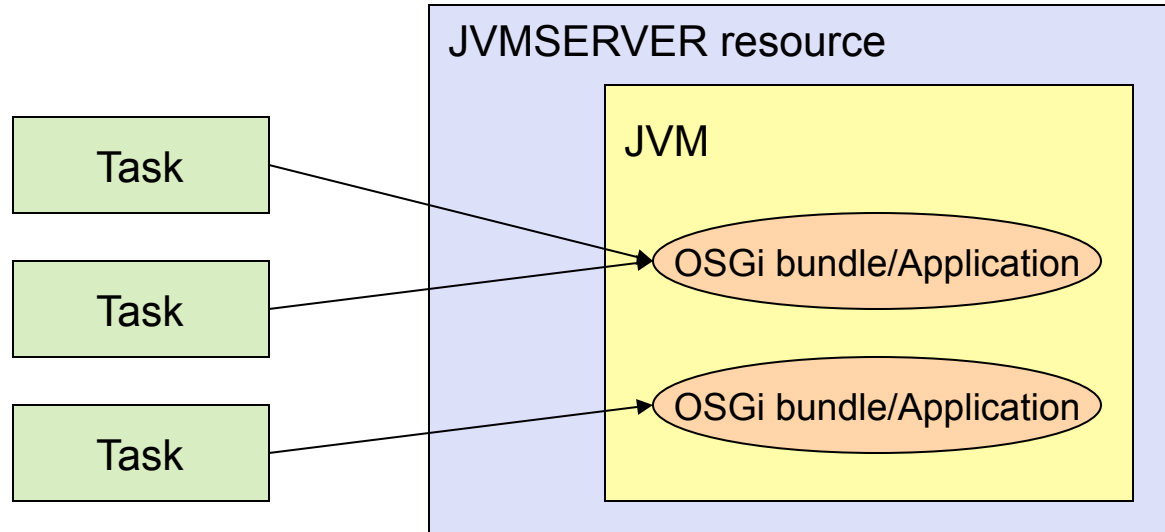 JVMSERVER resource
JVM
Task
Task
Task
OSGi bundle/Application
OSGi bundle/Application